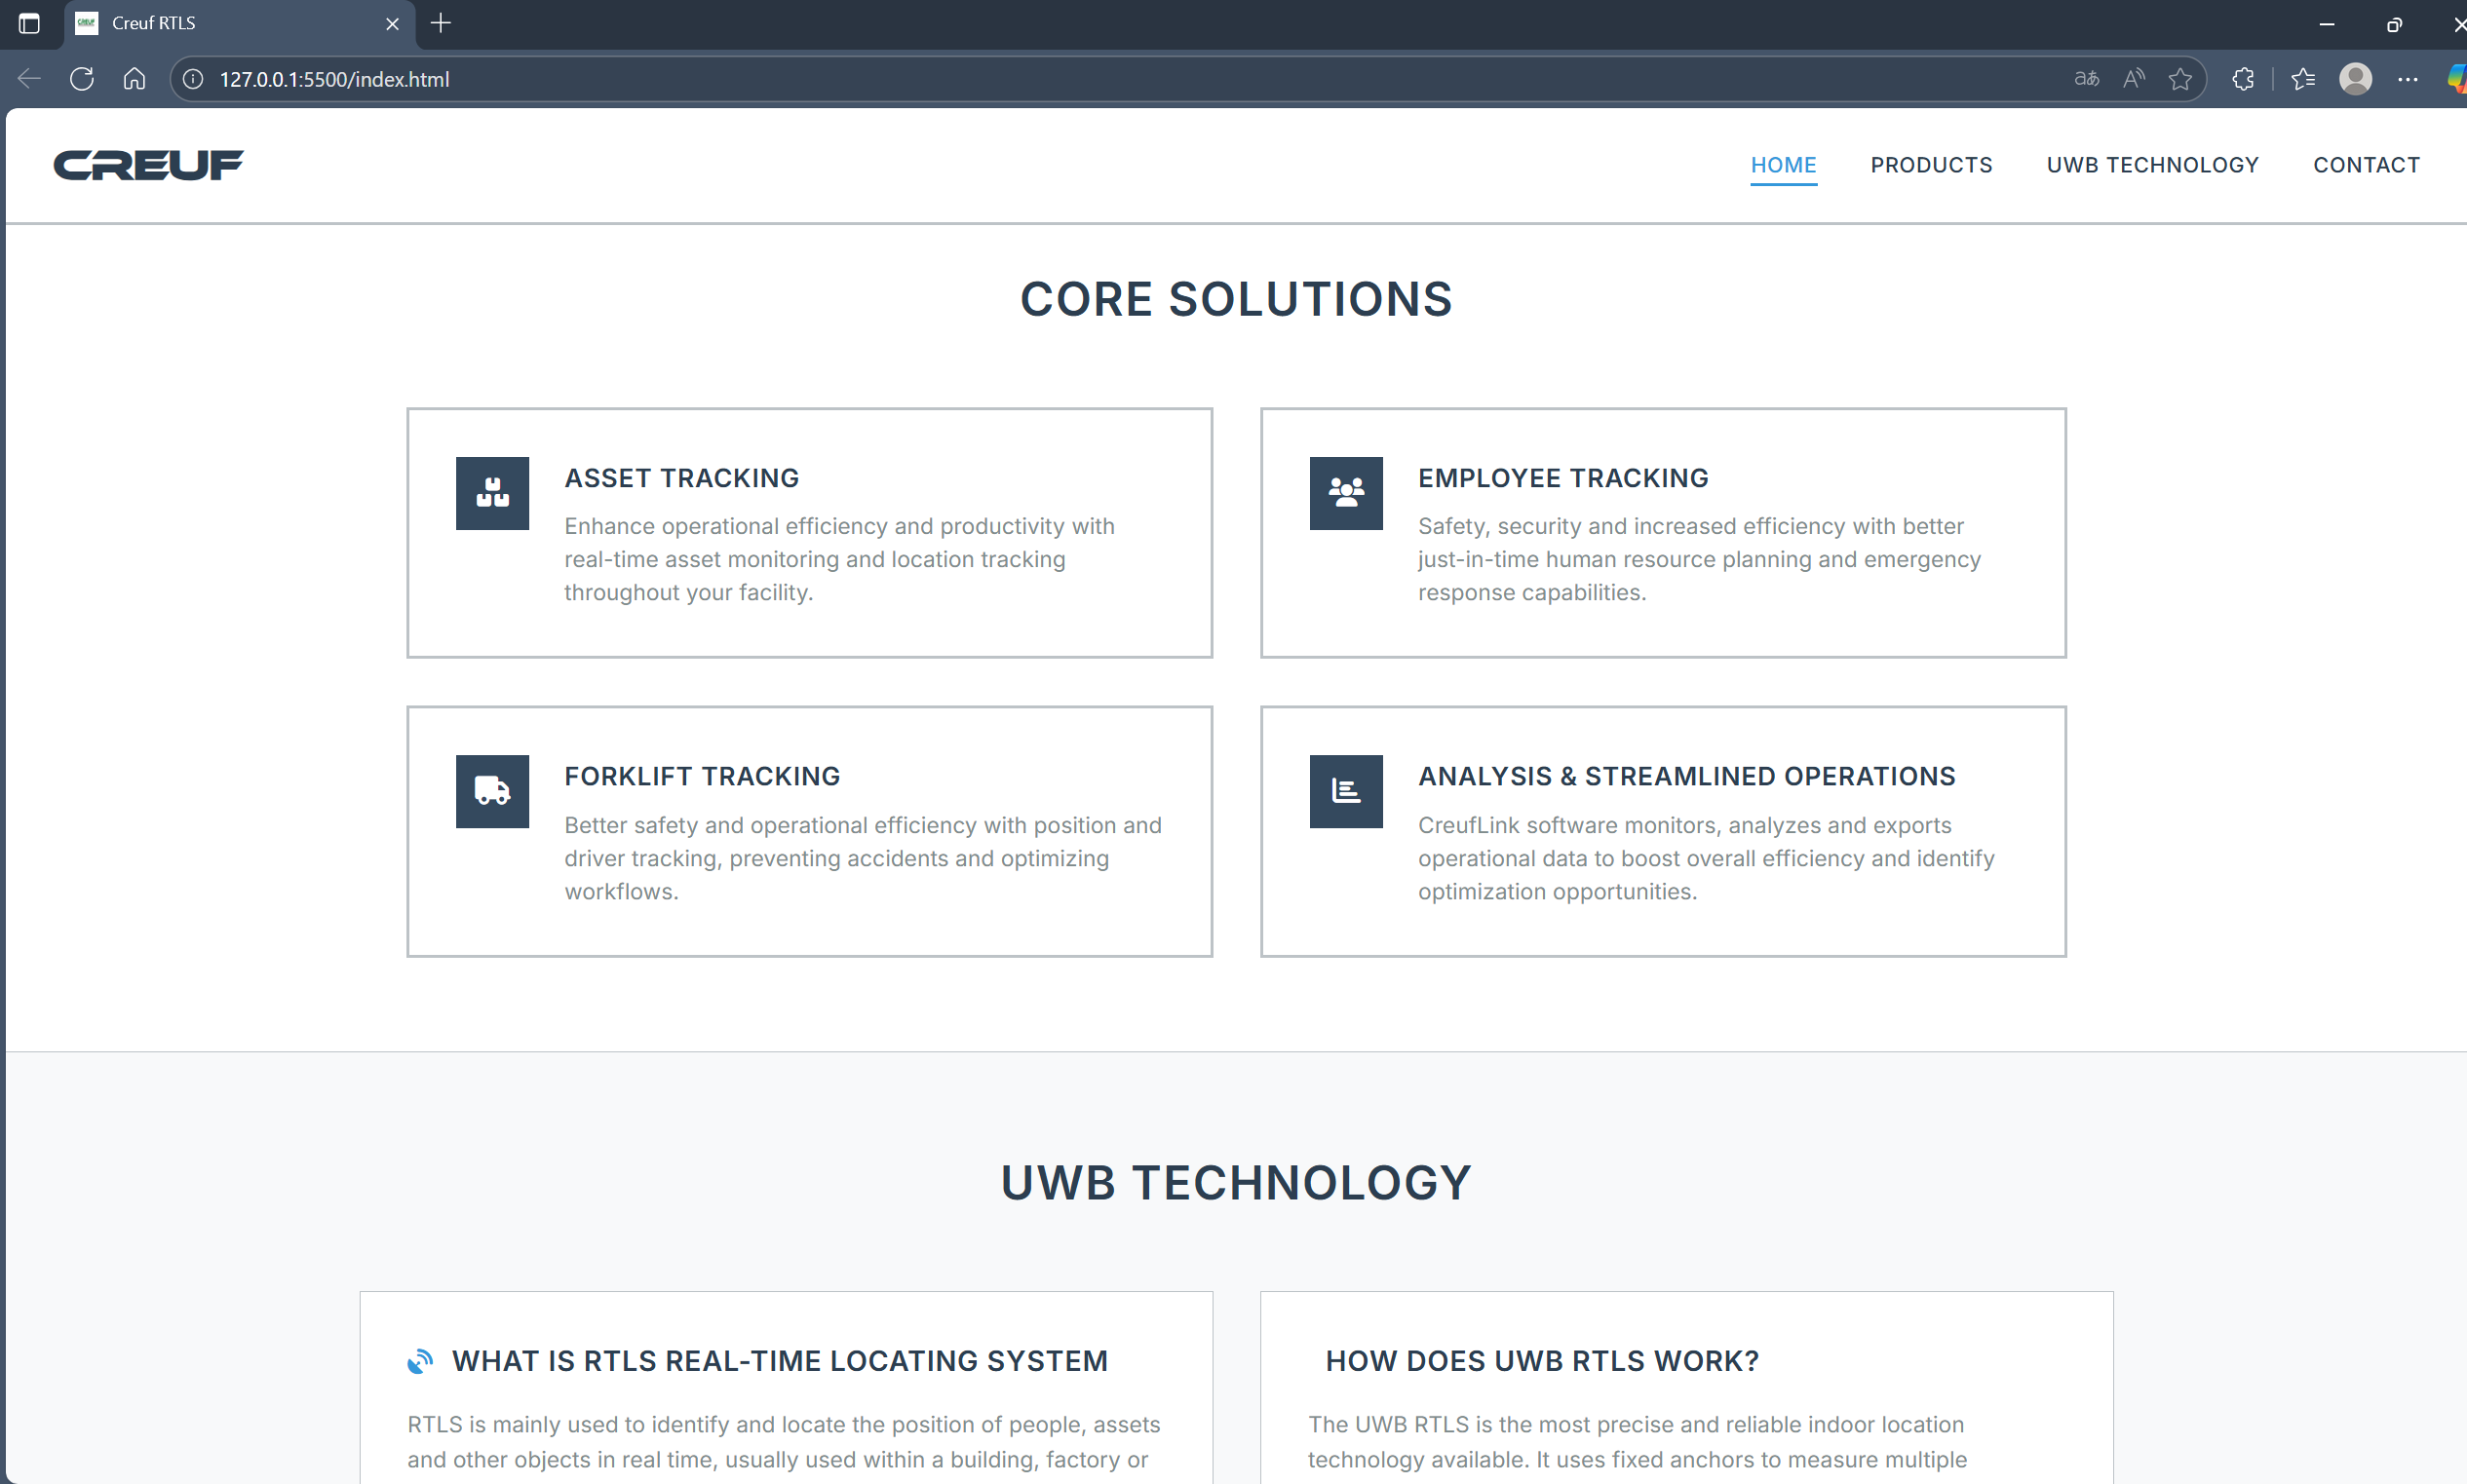 Creuf RTLS
127.0.0.1:5500/index.html
CREUF
HOME
PRODUCTS
UWB TECHNOLOGY
CONTACT
CORE SOLUTIONS
ASSET TRACKING
Enhance operational efficiency and productivity with
real-time asset monitoring and location tracking
throughout your facility.
EMPLOYEE TRACKING
Safety, security and increased efficiency with better
just-in-time human resource planning and emergency
response capabilities.
FORKLIFT TRACKING
Better safety and operational efficiency with position and
driver tracking, preventing accidents and optimizing
workflows.
ANALYSIS & STREAMLINED OPERATIONS
CreufLink software monitors, analyzes and exports
operational data to boost overall efficiency and identify
optimization opportunities.
UWB TECHNOLOGY
WHAT IS RTLS REAL-TIME LOCATING SYSTEM
RTLS is mainly used to identify and locate the position of people, assets
and other objects in real time, usually used within a building, factory or
HOW DOES UWB RTLS WORK?
The UWB RTLS is the most precise and reliable indoor location
technology available. It uses fixed anchors to measure multiple